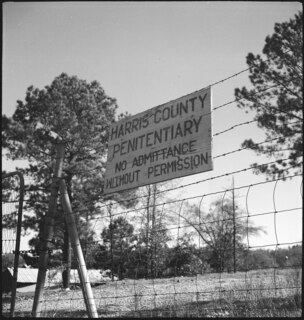 HARRIS COUNTY
PENITENTIARY
NO ADMITTANCE
WITHOUT PERMISSION